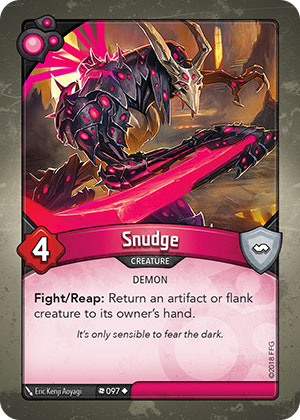 4
Snudge
CREATURE
DEMON
Fight/Reap: Return an artifact or flank
creature to its owner's hand.
It's only sensible to fear the dark.
Eric Kenji Aoyagi
097
©2018 FFG